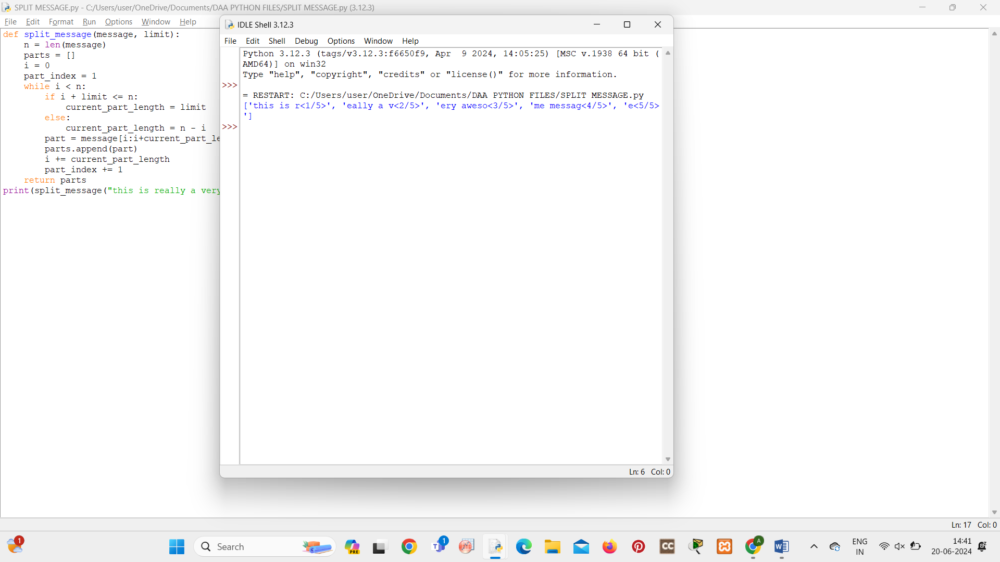 SPLIT MESSAGE.py - C:/Users/user/OneDrive/Documents/DAA PYTHON FILES/SPLIT MESSAGE.py (3.12.3)
File Edit Format Run Options Window Help
def split_message(message, limit):
    n = len(message)
    parts = []
    i = 0
    part_index = 1
    while i < n:
        if i + limit <= n:
            current_part_length = limit
        else:
            current_part_length = n - i
        part = message[i:i+current_part_le
        parts.append(part)
        i += current_part_length
        part_index += 1
    return parts
print(split_message("this is really a very
IDLE Shell 3.12.3
File Edit Shell Debug Options Window Help
Python 3.12.3 (tags/v3.12.3:f6650f9, Apr  9 2024, 14:05:25) [MSC v.1938 64 bit (
AMD64)] on win32
Type "help", "copyright", "credits" or "license()" for more information.
>>>
= RESTART: C:/Users/user/OneDrive/Documents/DAA PYTHON FILES/SPLIT MESSAGE.py
['this is r<1/5>', 'eally a v<2/5>', 'ery aweso<3/5>', 'me messag<4/5>', 'e<5/5>
']
>>>
Ln: 6 Col: 0
Ln: 17 Col: 0
1
Search
PRE
T
1
CC
A
W
ENG
IN
14:41
20-06-2024